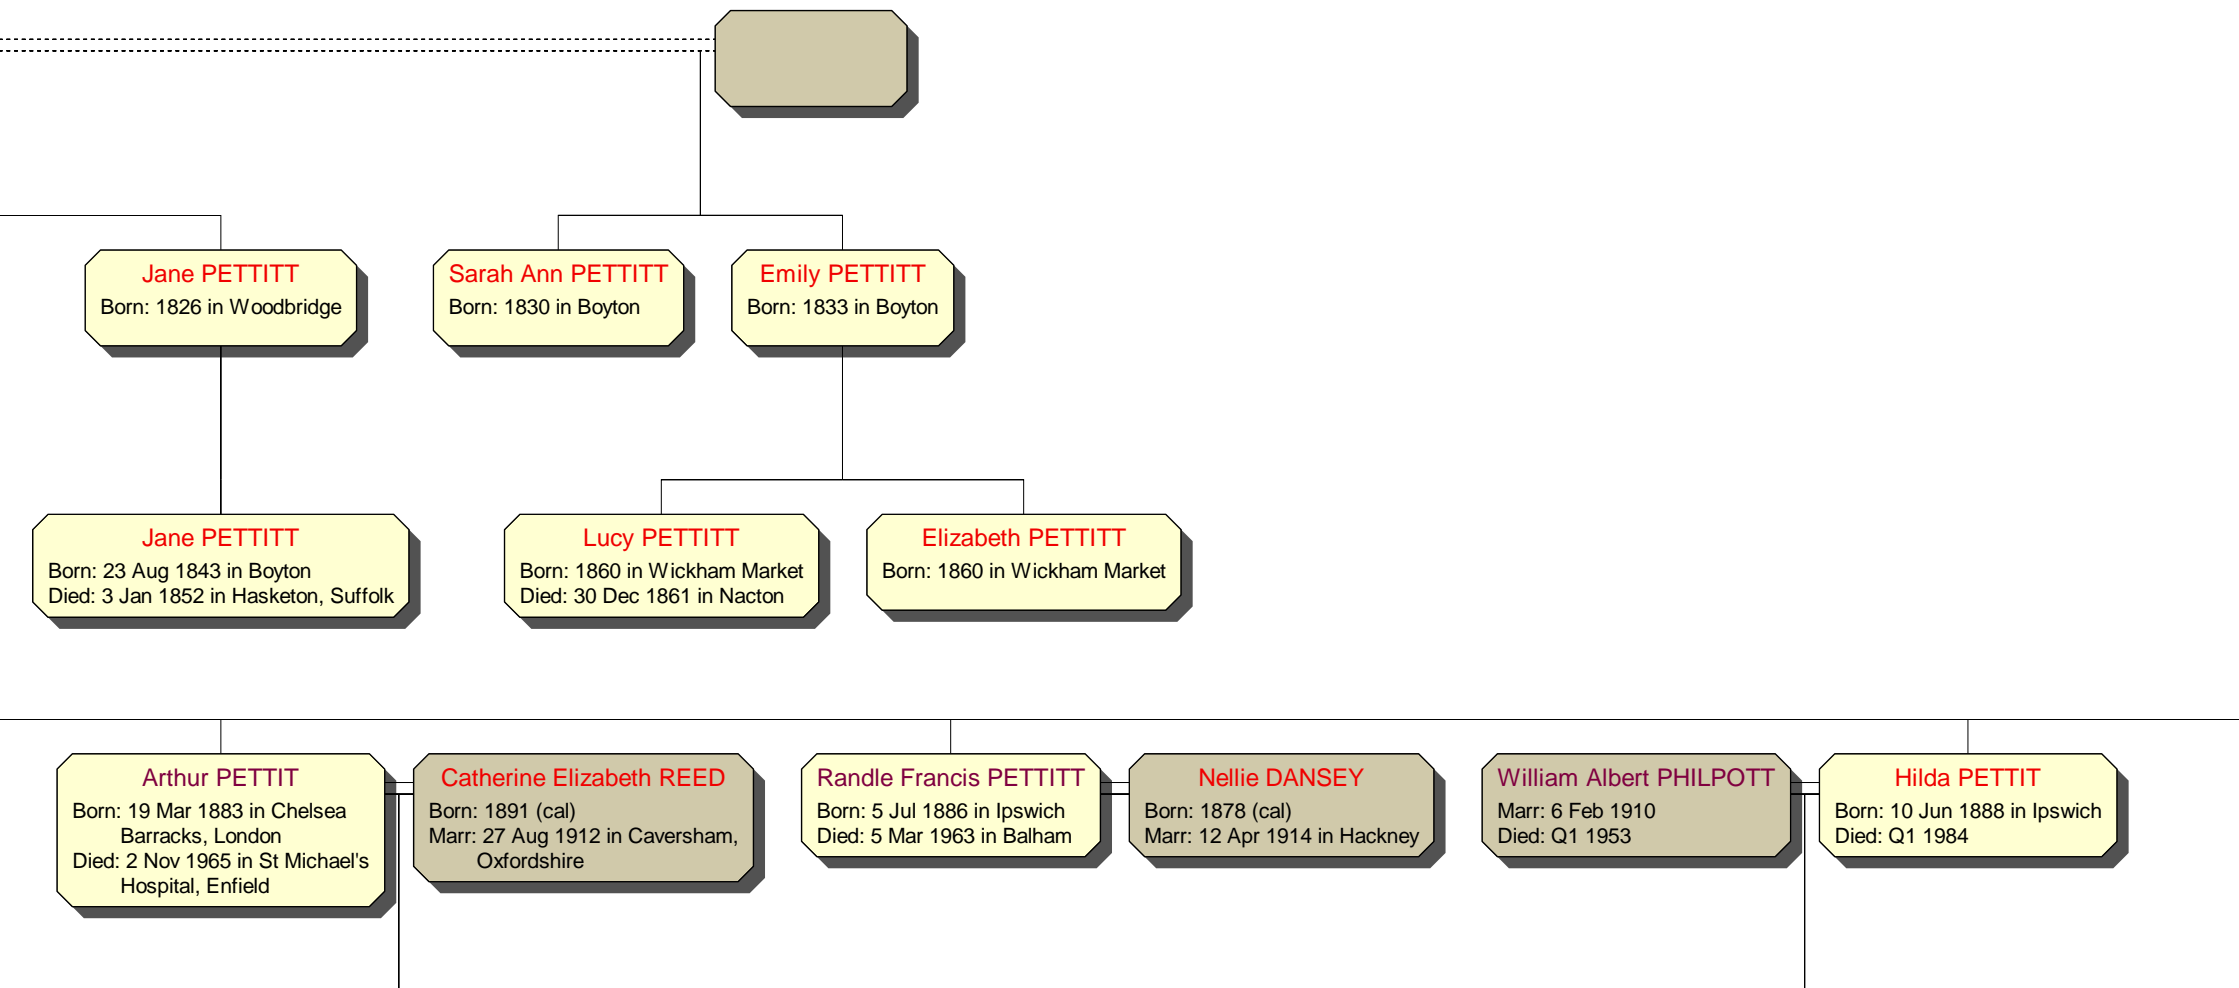 Jane PETTITT
Born: 1826 in Woodbridge
Sarah Ann PETTITT
Born: 1830 in Boyton
Emily PETTITT
Born: 1833 in Boyton
Jane PETTITT
Born: 23 Aug 1843 in Boyton
Died: 3 Jan 1852 in Hasketon, Suffolk
Lucy PETTITT
Born: 1860 in Wickham Market
Died: 30 Dec 1861 in Nacton
Elizabeth PETTITT
Born: 1860 in Wickham Market
Arthur PETTIT
Born: 19 Mar 1883 in Chelsea
Barracks, London
Died: 2 Nov 1965 in St Michael's
Hospital, Enfield
Catherine Elizabeth REED
Born: 1891 (cal)
Marr: 27 Aug 1912 in Caversham,
Oxfordshire
Randle Francis PETTITT
Born: 5 Jul 1886 in Ipswich
Died: 5 Mar 1963 in Balham
Nellie DANSEY
Born: 1878 (cal)
Marr: 12 Apr 1914 in Hackney
William Albert PHILPOTT
Marr: 6 Feb 1910
Died: Q1 1953
Hilda PETTIT
Born: 10 Jun 1888 in Ipswich
Died: Q1 1984